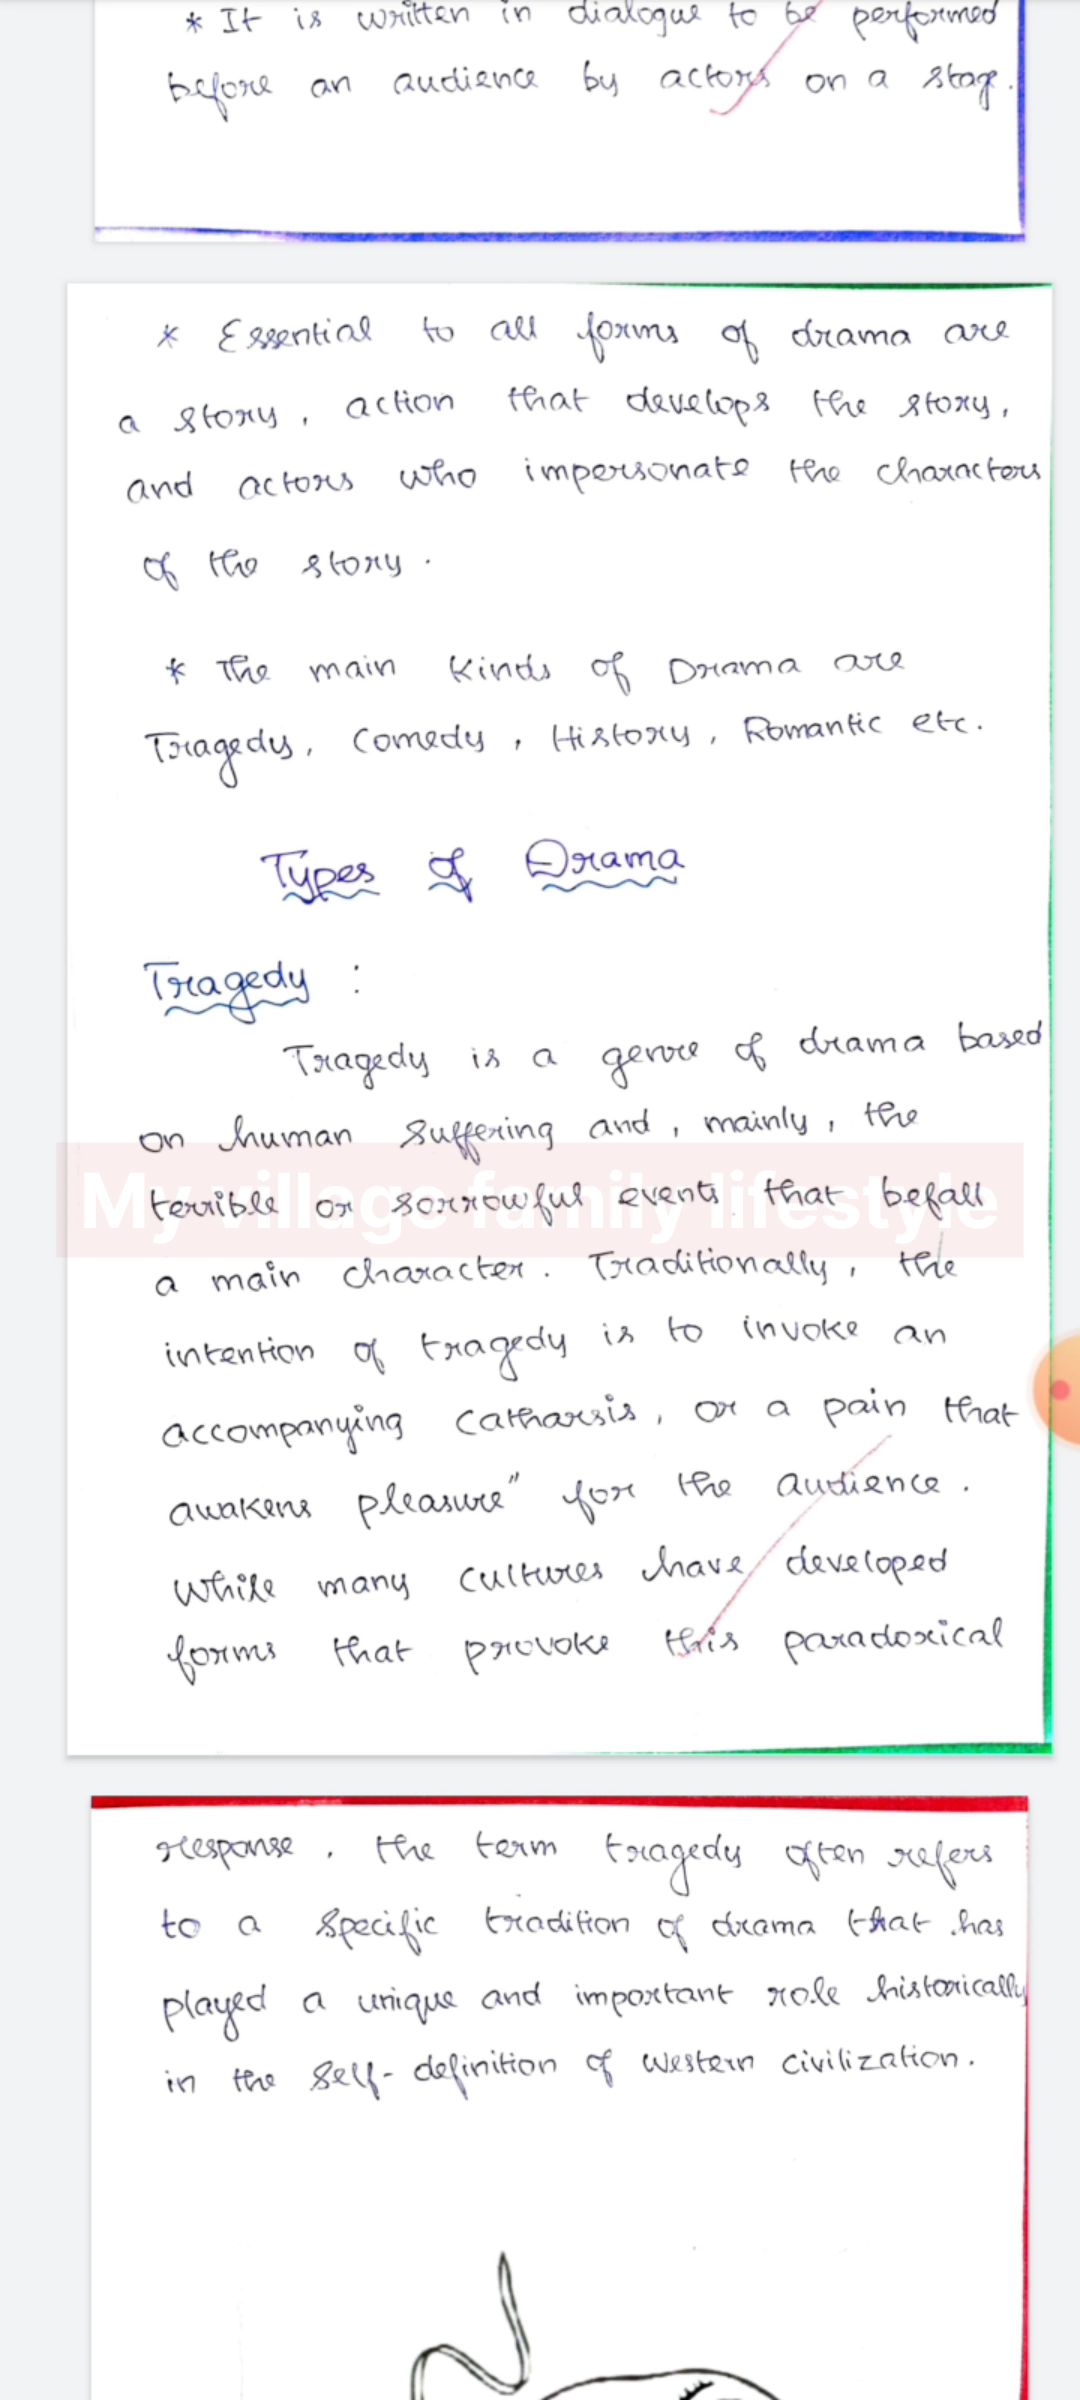 * It is written in dialogue to be performed
before an audience by actors on a stage.
* Essential to all forms of drama are
a story, action that develops the story,
and actors who impersonate the characters
of the story.
* The main kinds of Drama are
Tragedy, Comedy, History, Romantic etc.
Types of Drama
Tragedy :
Tragedy is a genre of drama based
on human suffering and, mainly, the
terrible or sorrowful events that befall
My village family lifestyle
a main character. Traditionally, the
intention of tragedy is to invoke an
accompanying catharsis, or a pain that
awakens pleasure" for the audience.
While many cultures have developed
forms that provoke this paradoxical
response, the term tragedy often refers
to a specific tradition of drama that has
played a unique and important role historically
in the self-definition of western civilization.